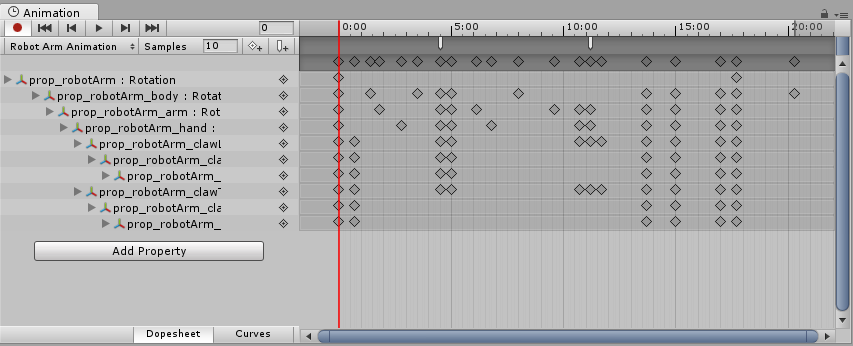 Animation
0
0:00
5:00
10:00
15:00
20:00
Robot Arm Animation
Samples
10
prop_robotArm : Rotation
prop_robotArm_body : Rotat
prop_robotArm_arm : Rot
prop_robotArm_hand :
prop_robotArm_clawL
prop_robotArm_cla
prop_robotArm_
prop_robotArm_clawT
prop_robotArm_cla
prop_robotArm_
Add Property
Dopesheet
Curves